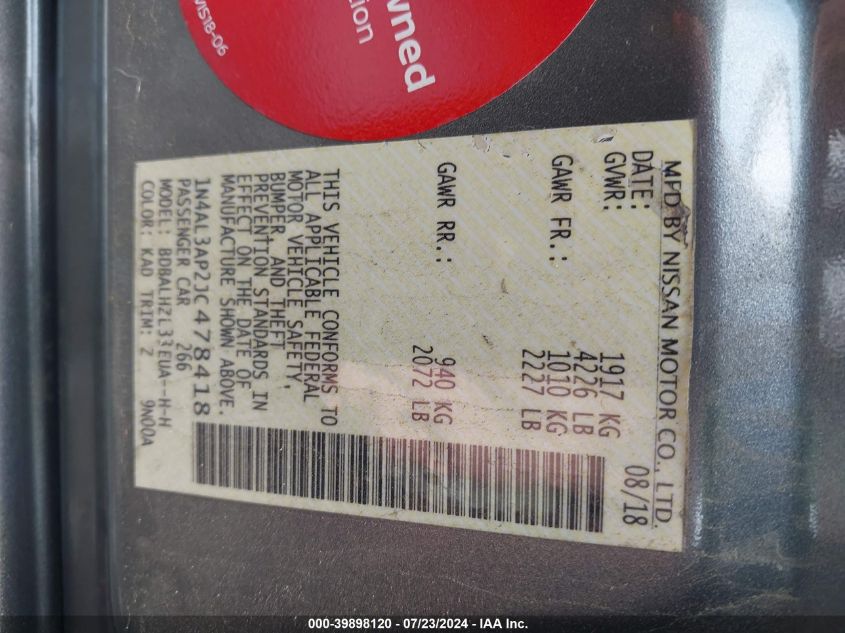 wned
tion
VIS18-06
MFD BY NISSAN MOTOR CO., LTD.
DATE: 08/18
GVWR: 1917 KG
4226 LB
GAWR FR.: 1010 KG
2227 LB
GAWR RR.: 940 KG
2072 LB
THIS VEHICLE CONFORMS TO
ALL APPLICABLE FEDERAL
MOTOR VEHICLE SAFETY,
BUMPER, AND THEFT
PREVENTION STANDARDS IN
EFFECT ON THE DATE OF
MANUFACTURE SHOWN ABOVE.
1N4AL3AP2JC478418
PASSENGER CAR 266
MODEL: BDBALHZL33EUA--H-H
COLOR: KAD TRIM: Z 9N00A
000-39898120 / 07/23/2024 - IAA Inc.